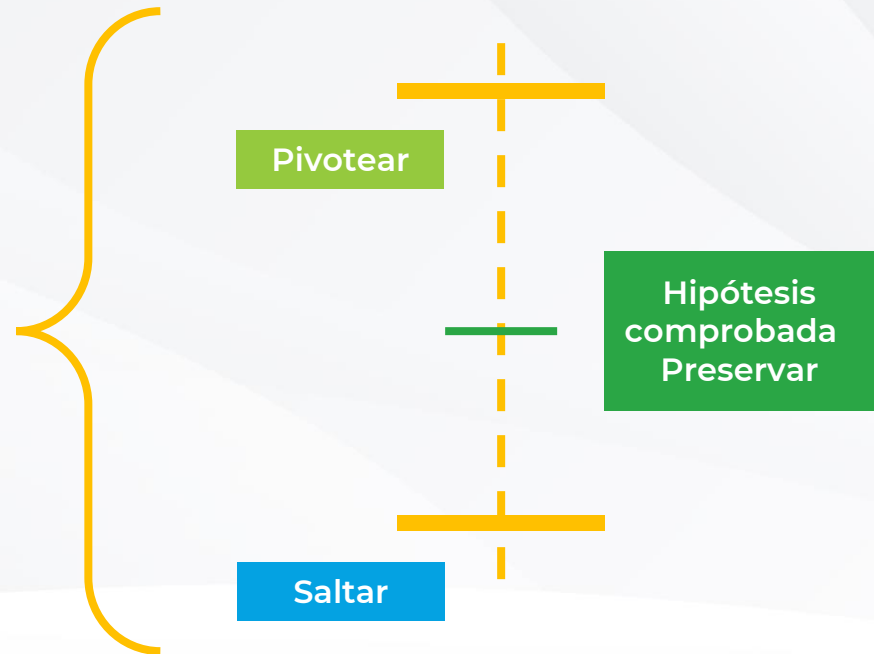 Pivotear
Hipótesis
comprobada
Preservar
Saltar